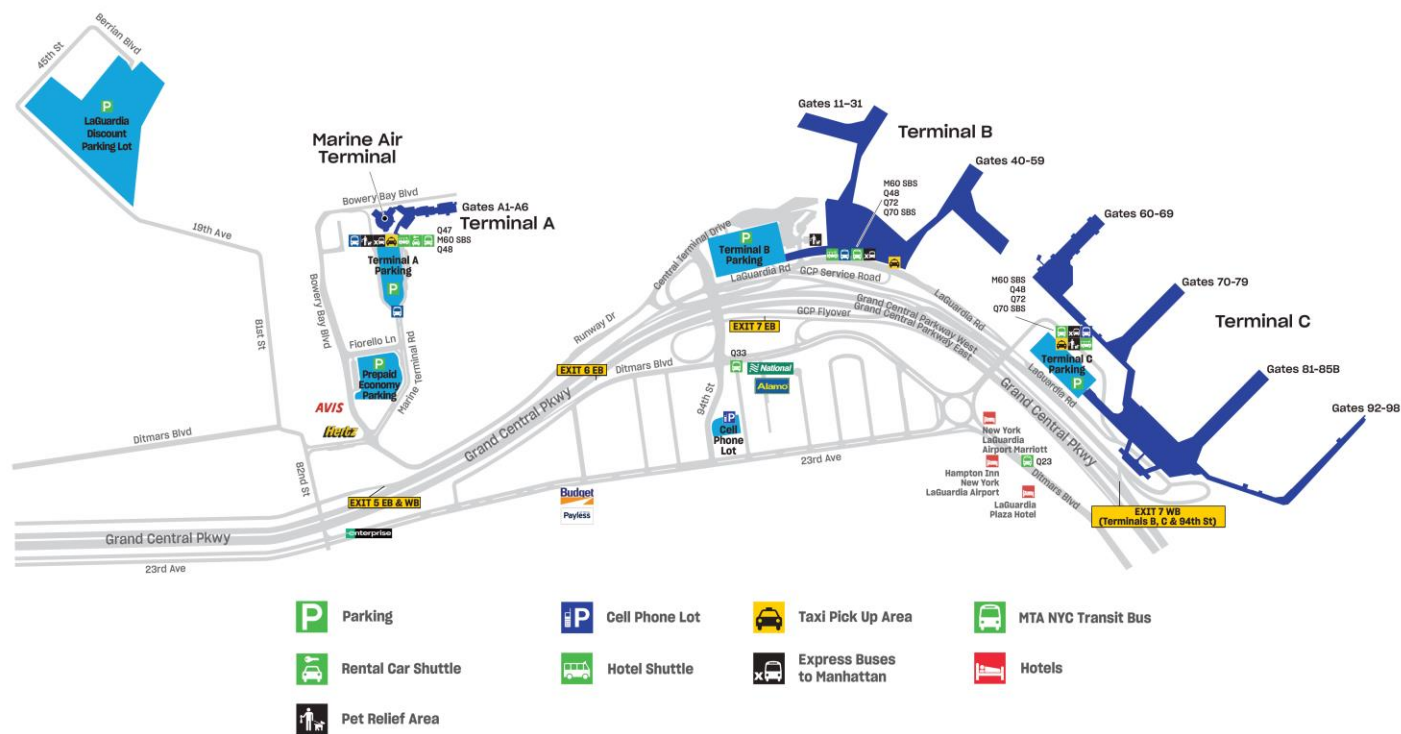 Berrian Blvd
45th St
LaGuardia
Discount
Parking Lot
19th Ave
81st St
82nd St
Ditmars Blvd
Marine Air
Terminal
Bowery Bay Blvd
Gates A1-A6
Terminal A
Q47
M60 SBS
Q48
Terminal A
Parking
Bowery Bay Blvd
Fiorello Ln
Marine Terminal Rd
Prepaid
Economy
Parking
AVIS
Hertz
EXIT 5 EB & WB
Grand Central Pkwy
23rd Ave
enterprise
Grand Central Pkwy
Runway Dr
EXIT 6 EB
Ditmars Blvd
Budget
Payless
Central Terminal Drive
Terminal B
Parking
LaGuardia Rd
GCP Service Road
GCP Flyover
EXIT 7 EB
Grand Central Parkway West
Grand Central Parkway East
LaGuardia Rd
Q33
National
Alamo
94th St
Cell
Phone
Lot
23rd Ave
Gates 11-31
Terminal B
Gates 40-59
M60 SBS
Q48
Q72
Q70 SBS
Gates 60-69
M60 SBS
Q48
Q72
Q70 SBS
Gates 70-79
Terminal C
Terminal C
Parking
LaGuardia Rd
Gates 81-85B
Gates 92-98
Grand Central Pkwy
New York
LaGuardia
Airport Marriott
Hampton Inn
New York
LaGuardia Airport
Q23
LaGuardia
Plaza Hotel
Ditmars Blvd
EXIT 7 WB
(Terminals B, C & 94th St)
P Parking
P Cell Phone Lot
Taxi Pick Up Area
MTA NYC Transit Bus
Rental Car Shuttle
Hotel Shuttle
X Express Buses
to Manhattan
Hotels
Pet Relief Area